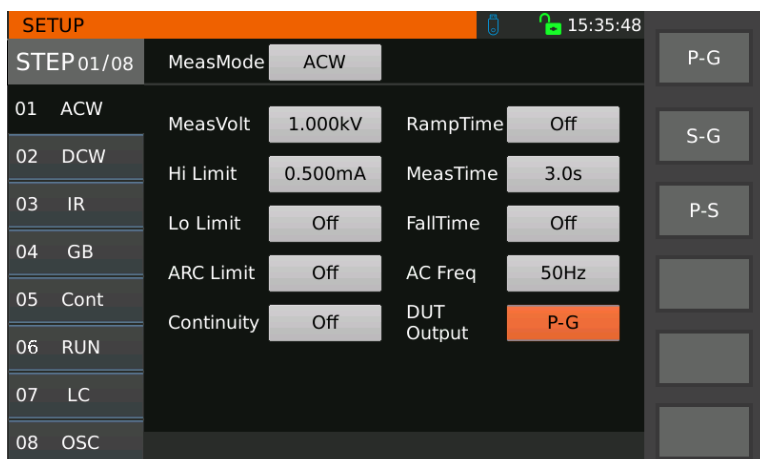 SETUP 15:35:48
STEP01/08 MeasMode ACW
01 ACW
02 DCW
03 IR
04 GB
05 Cont
06 RUN
07 LC
08 OSC
MeasVolt 1.000kV RampTime Off
Hi Limit 0.500mA MeasTime 3.0s
Lo Limit Off FallTime Off
ARC Limit Off AC Freq 50Hz
Continuity Off DUT Output P-G
P-G
S-G
P-S